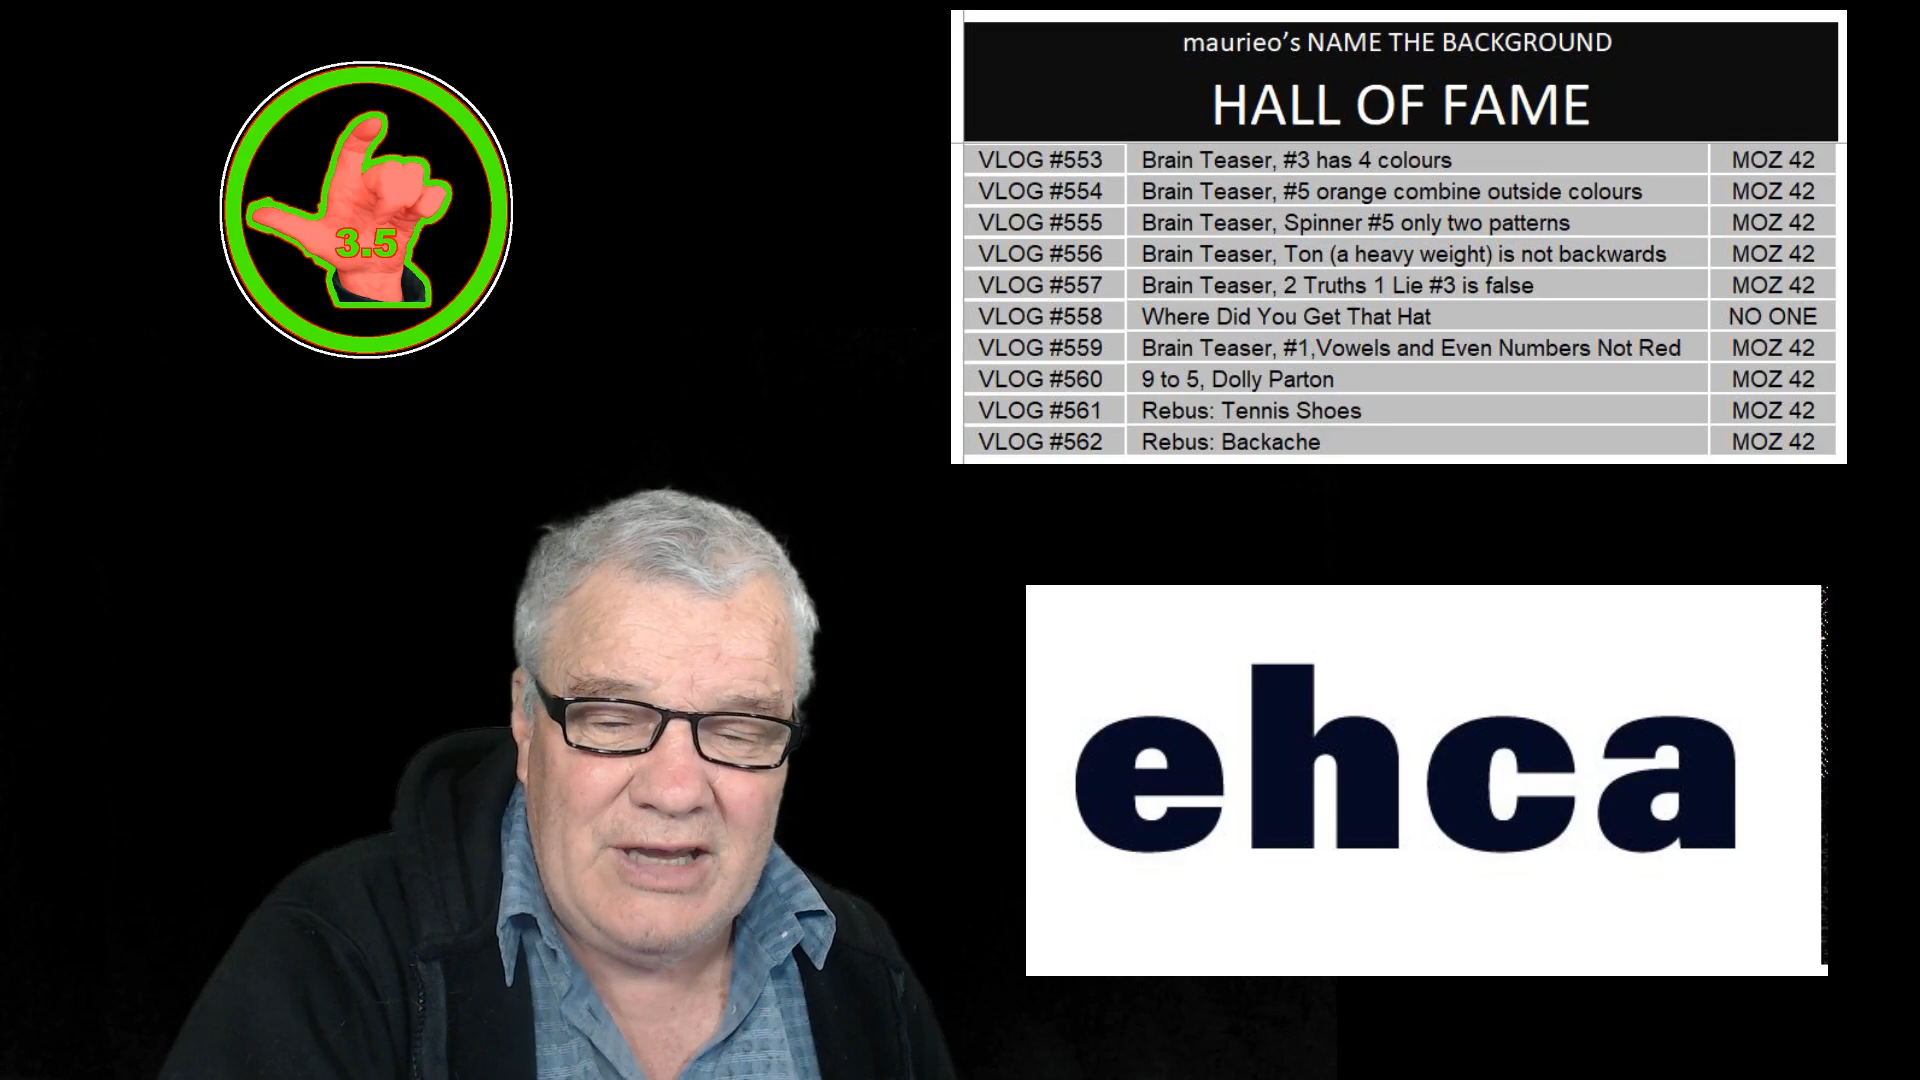 maurieo’s NAME THE BACKGROUND
HALL OF FAME
VLOG #553 Brain Teaser, #3 has 4 colours MOZ 42
VLOG #554 Brain Teaser, #5 orange combine outside colours MOZ 42
VLOG #555 Brain Teaser, Spinner #5 only two patterns MOZ 42
VLOG #556 Brain Teaser, Ton (a heavy weight) is not backwards MOZ 42
VLOG #557 Brain Teaser, 2 Truths 1 Lie #3 is false MOZ 42
VLOG #558 Where Did You Get That Hat NO ONE
VLOG #559 Brain Teaser, #1,Vowels and Even Numbers Not Red MOZ 42
VLOG #560 9 to 5, Dolly Parton MOZ 42
VLOG #561 Rebus: Tennis Shoes MOZ 42
VLOG #562 Rebus: Backache MOZ 42
3.5
ehca